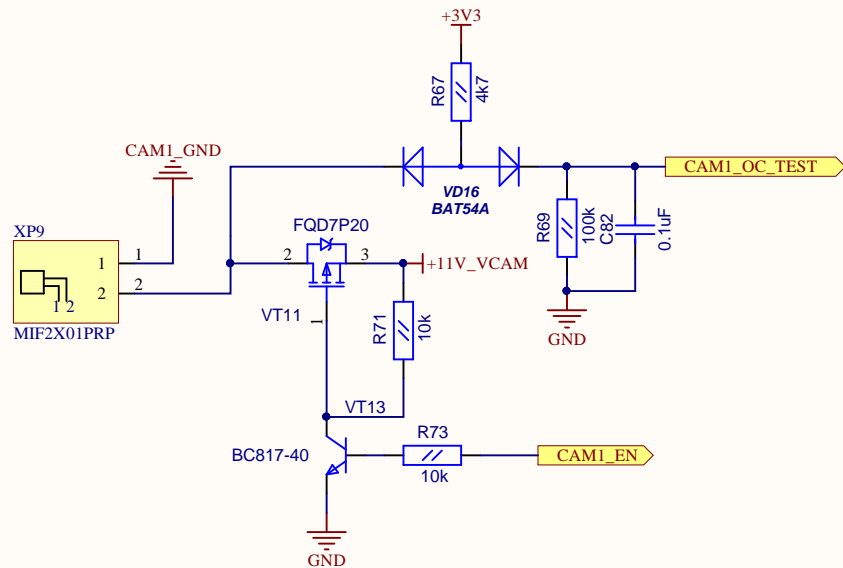 +3V3
R67
4k7
CAM1_GND
CAM1_OC_TEST
VD16
BAT54A
R69
100k
C82
0.1uF
XP9
FQD7P20
1
1
2
2
1 2
2
3
+11V_VCAM
MIF2X01PRP
VT11
1
R71
10k
GND
VT13
R73
BC817-40
CAM1_EN
10k
GND